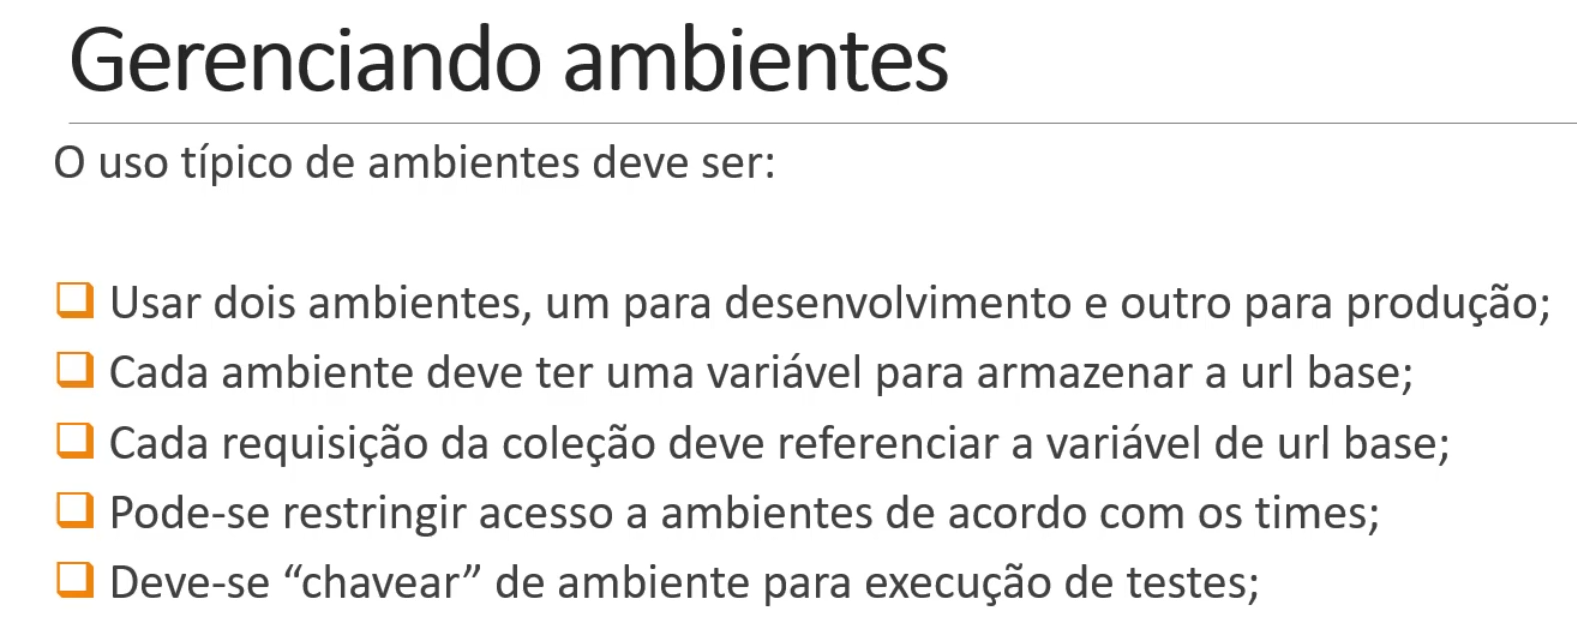 Gerenciando ambientes
O uso típico de ambientes deve ser:
Usar dois ambientes, um para desenvolvimento e outro para produção;
Cada ambiente deve ter uma variável para armazenar a url base;
Cada requisição da coleção deve referenciar a variável de url base;
Pode-se restringir acesso a ambientes de acordo com os times;
Deve-se “chavear” de ambiente para execução de testes;